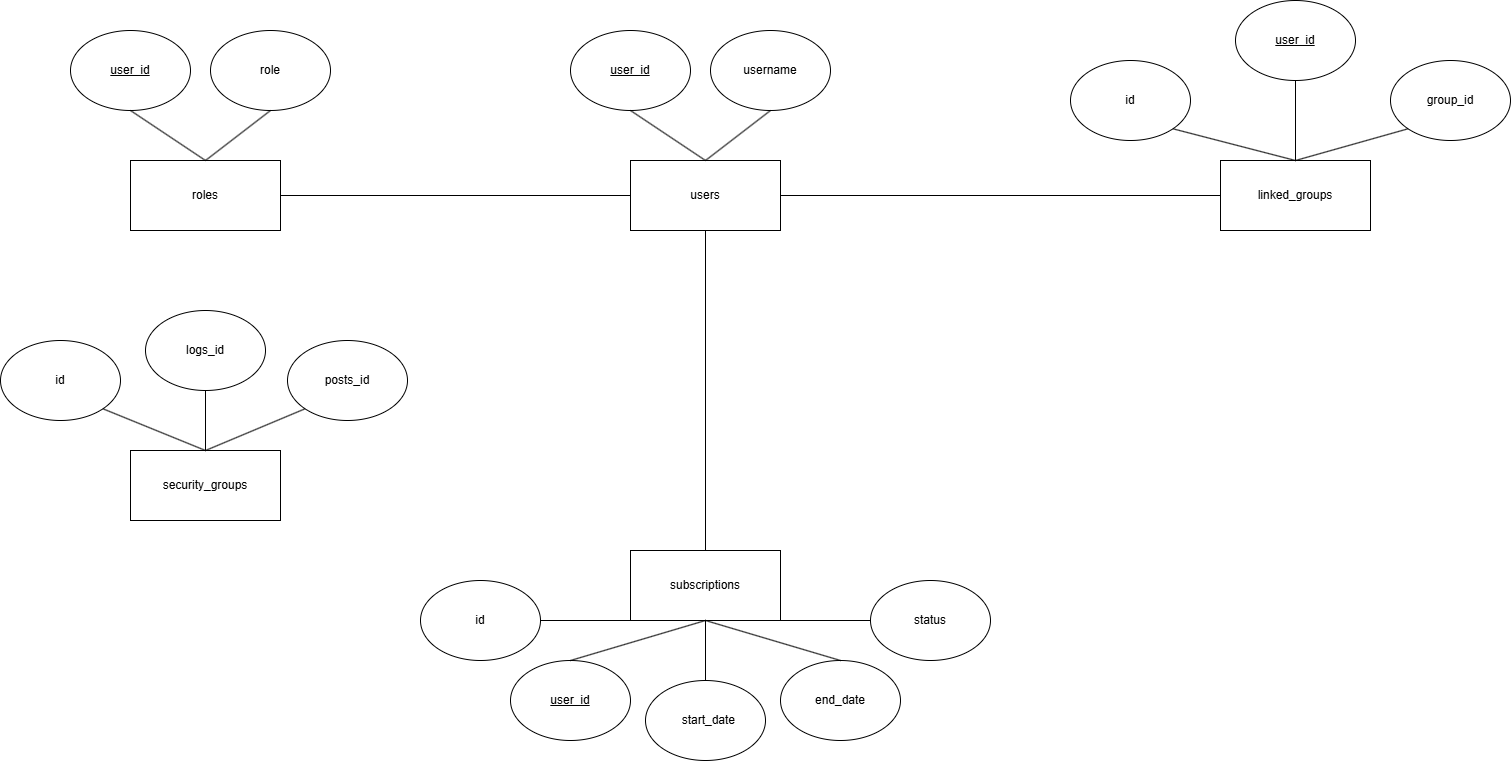 user_id
role
user_id
username
user_id
id
group_id
roles
users
linked_groups
logs_id
id
posts_id
security_groups
subscriptions
id
status
user_id
start_date
end_date